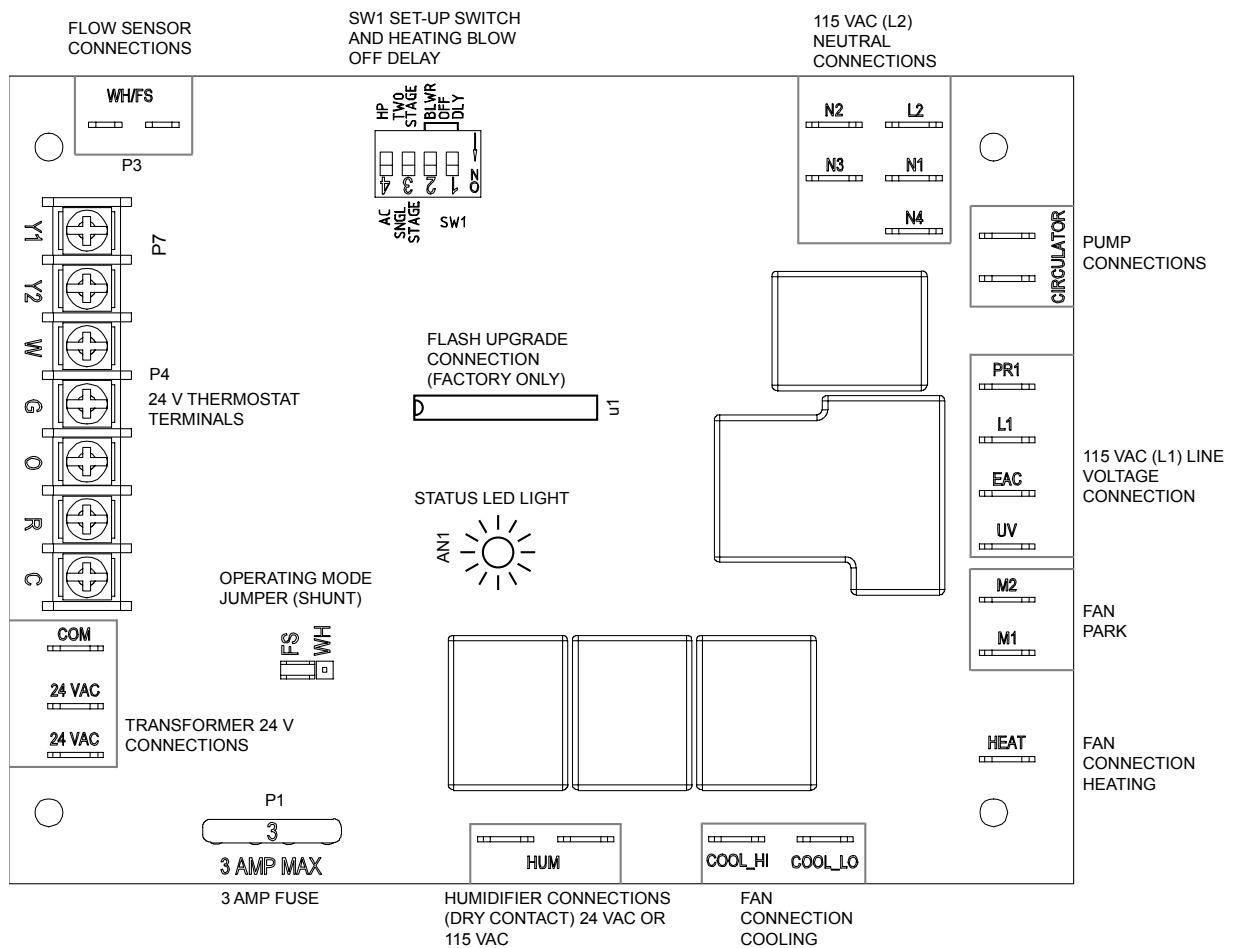 FLOW SENSOR
CONNECTIONS
SW1 SET-UP SWITCH
AND HEATING BLOW
OFF DELAY
115 VAC (L2)
NEUTRAL
CONNECTIONS
WH/FS
P3
HP
TWO
STAGE
BLWR
OFF
DLY
4
3
2
1
ON
AC
SNGL
STAGE
SW1
N2
L2
N3
N1
N4
CIRCULATOR
PUMP
CONNECTIONS
Y1
P7
Y2
W
P4
24 V THERMOSTAT
TERMINALS
G
O
R
C
FLASH UPGRADE
CONNECTION
(FACTORY ONLY)
u1
STATUS LED LIGHT
AN1
PR1
L1
EAC
UV
115 VAC (L1) LINE
VOLTAGE
CONNECTION
M2
M1
FAN
PARK
OPERATING MODE
JUMPER (SHUNT)
FS
WH
COM
24 VAC
24 VAC
TRANSFORMER 24 V
CONNECTIONS
HEAT
FAN
CONNECTION
HEATING
P1
3
3 AMP MAX
3 AMP FUSE
HUM
HUMIDIFIER CONNECTIONS
(DRY CONTACT) 24 VAC OR
115 VAC
COOL_HI
COOL_LO
FAN
CONNECTION
COOLING